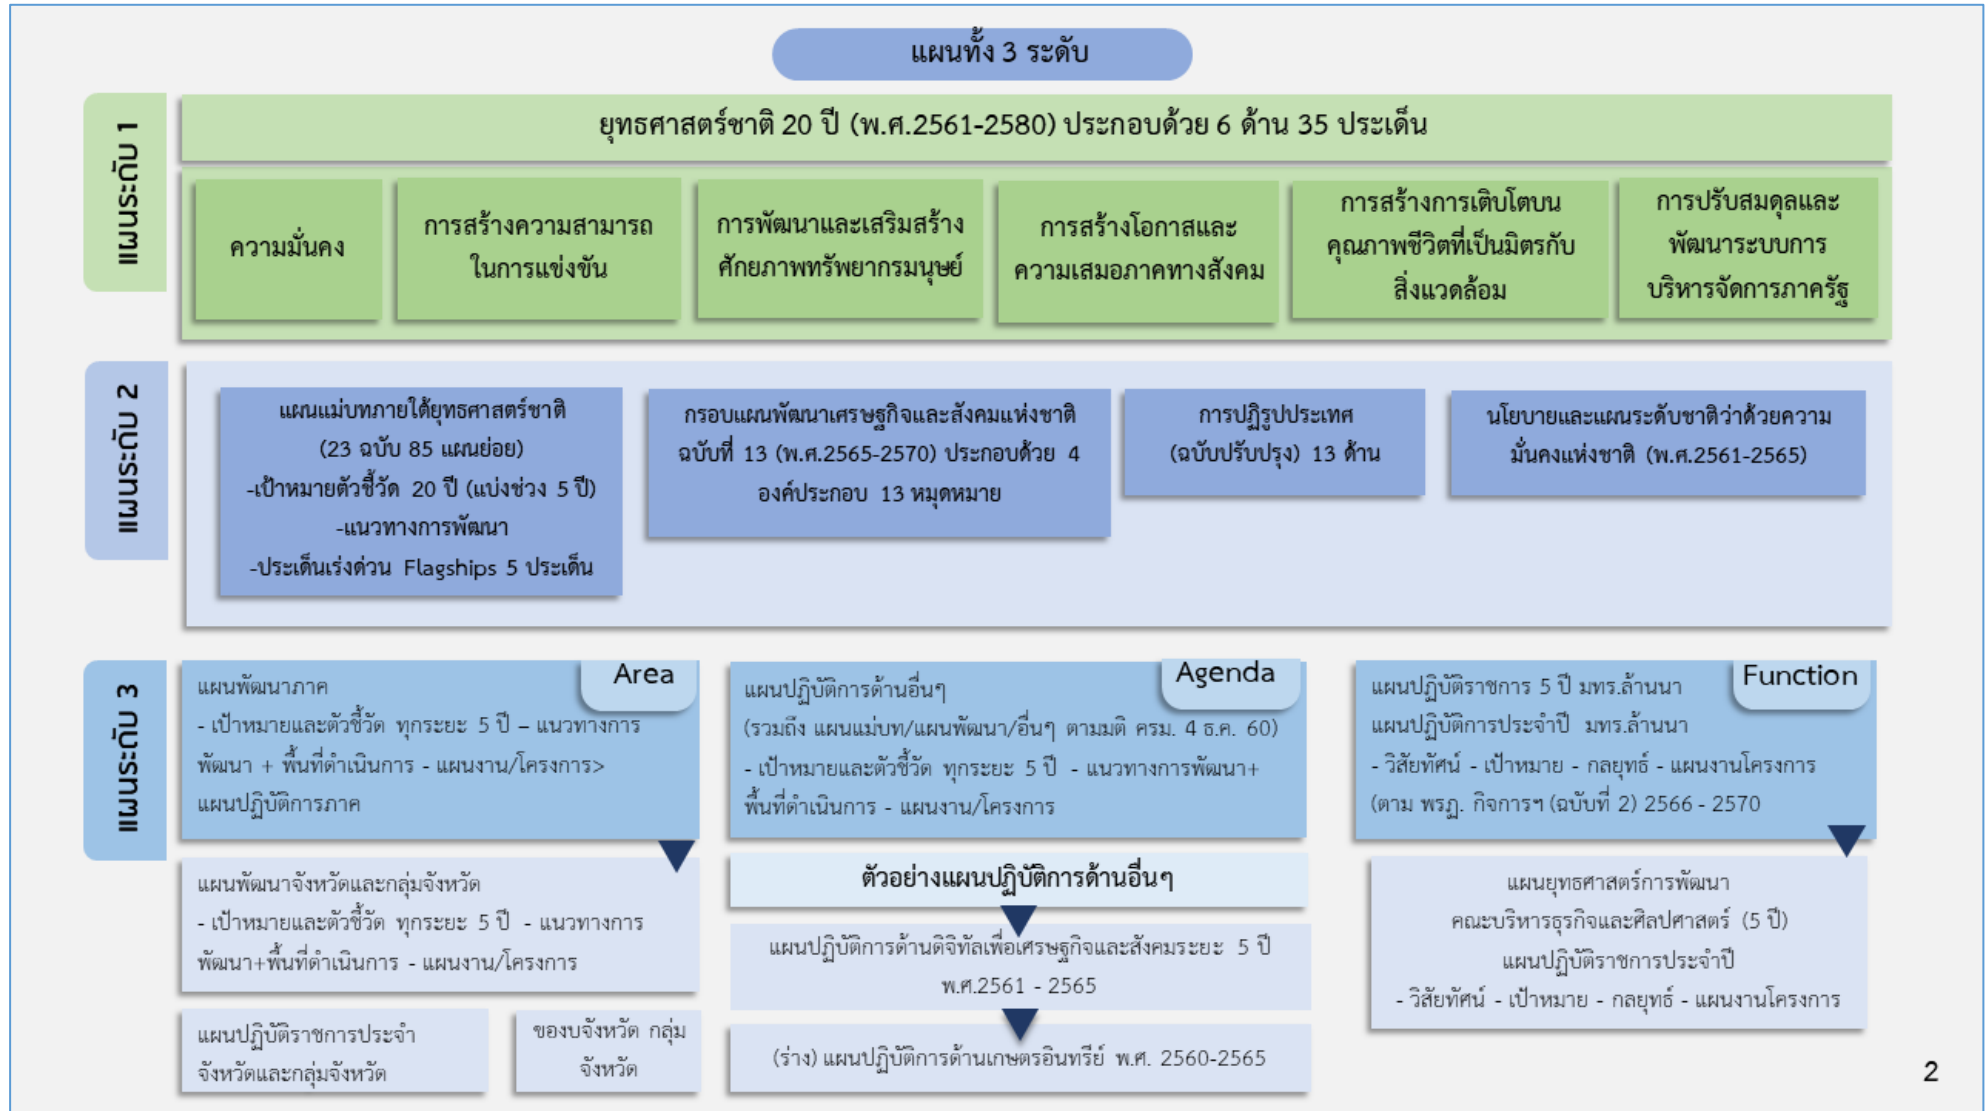 แผนทั้ง 3 ระดับ
แผนระดับ 1
ยุทธศาสตร์ชาติ 20 ปี (พ.ศ.2561-2580) ประกอบด้วย 6 ด้าน 35 ประเด็น
ความมั่นคง
การสร้างความสามารถ
ในการแข่งขัน
การพัฒนาและเสริมสร้าง
ศักยภาพทรัพยากรมนุษย์
การสร้างโอกาสและ
ความเสมอภาคทางสังคม
การสร้างการเติบโตบน
คุณภาพชีวิตที่เป็นมิตรกับ
สิ่งแวดล้อม
การปรับสมดุลและ
พัฒนาระบบการ
บริหารจัดการภาครัฐ
แผนระดับ 2
แผนแม่บทภายใต้ยุทธศาสตร์ชาติ
(23 ฉบับ 85 แผนย่อย)
-เป้าหมายตัวชี้วัด 20 ปี (แบ่งช่วง 5 ปี)
-แนวทางการพัฒนา
-ประเด็นเร่งด่วน Flagships 5 ประเด็น
กรอบแผนพัฒนาเศรษฐกิจและสังคมแห่งชาติ
ฉบับที่ 13 (พ.ศ.2565-2570) ประกอบด้วย 4
องค์ประกอบ 13 หมุดหมาย
การปฏิรูปประเทศ
(ฉบับปรับปรุง) 13 ด้าน
นโยบายและแผนระดับชาติว่าด้วยความ
มั่นคงแห่งชาติ (พ.ศ.2561-2565)
แผนระดับ 3
Area
แผนพัฒนาภาค
- เป้าหมายและตัวชี้วัด ทุกระยะ 5 ปี – แนวทางการ
พัฒนา + พื้นที่ดำเนินการ - แผนงาน/โครงการ>
แผนปฏิบัติการภาค
แผนพัฒนาจังหวัดและกลุ่มจังหวัด
- เป้าหมายและตัวชี้วัด ทุกระยะ 5 ปี - แนวทางการ
พัฒนา+พื้นที่ดำเนินการ - แผนงาน/โครงการ
แผนปฏิบัติราชการประจำ
จังหวัดและกลุ่มจังหวัด
ของบจังหวัด กลุ่ม
จังหวัด
Agenda
แผนปฏิบัติการด้านอื่นๆ
(รวมถึง แผนแม่บท/แผนพัฒนา/อื่นๆ ตามมติ ครม. 4 ธ.ค. 60)
- เป้าหมายและตัวชี้วัด ทุกระยะ 5 ปี - แนวทางการพัฒนา+
พื้นที่ดำเนินการ - แผนงาน/โครงการ
ตัวอย่างแผนปฏิบัติการด้านอื่นๆ
แผนปฏิบัติการด้านดิจิทัลเพื่อเศรษฐกิจและสังคมระยะ 5 ปี
พ.ศ.2561 - 2565
(ร่าง) แผนปฏิบัติการด้านเกษตรอินทรีย์ พ.ศ. 2560-2565
Function
แผนปฏิบัติราชการ 5 ปี มทร.ล้านนา
แผนปฏิบัติการประจำปี มทร.ล้านนา
- วิสัยทัศน์ - เป้าหมาย - กลยุทธ์ - แผนงานโครงการ
(ตาม พรฎ. กิจการฯ (ฉบับที่ 2) 2566 - 2570
แผนยุทธศาสตร์การพัฒนา
คณะบริหารธุรกิจและศิลปศาสตร์ (5 ปี)
แผนปฏิบัติราชการประจำปี
- วิสัยทัศน์ - เป้าหมาย - กลยุทธ์ - แผนงานโครงการ
2